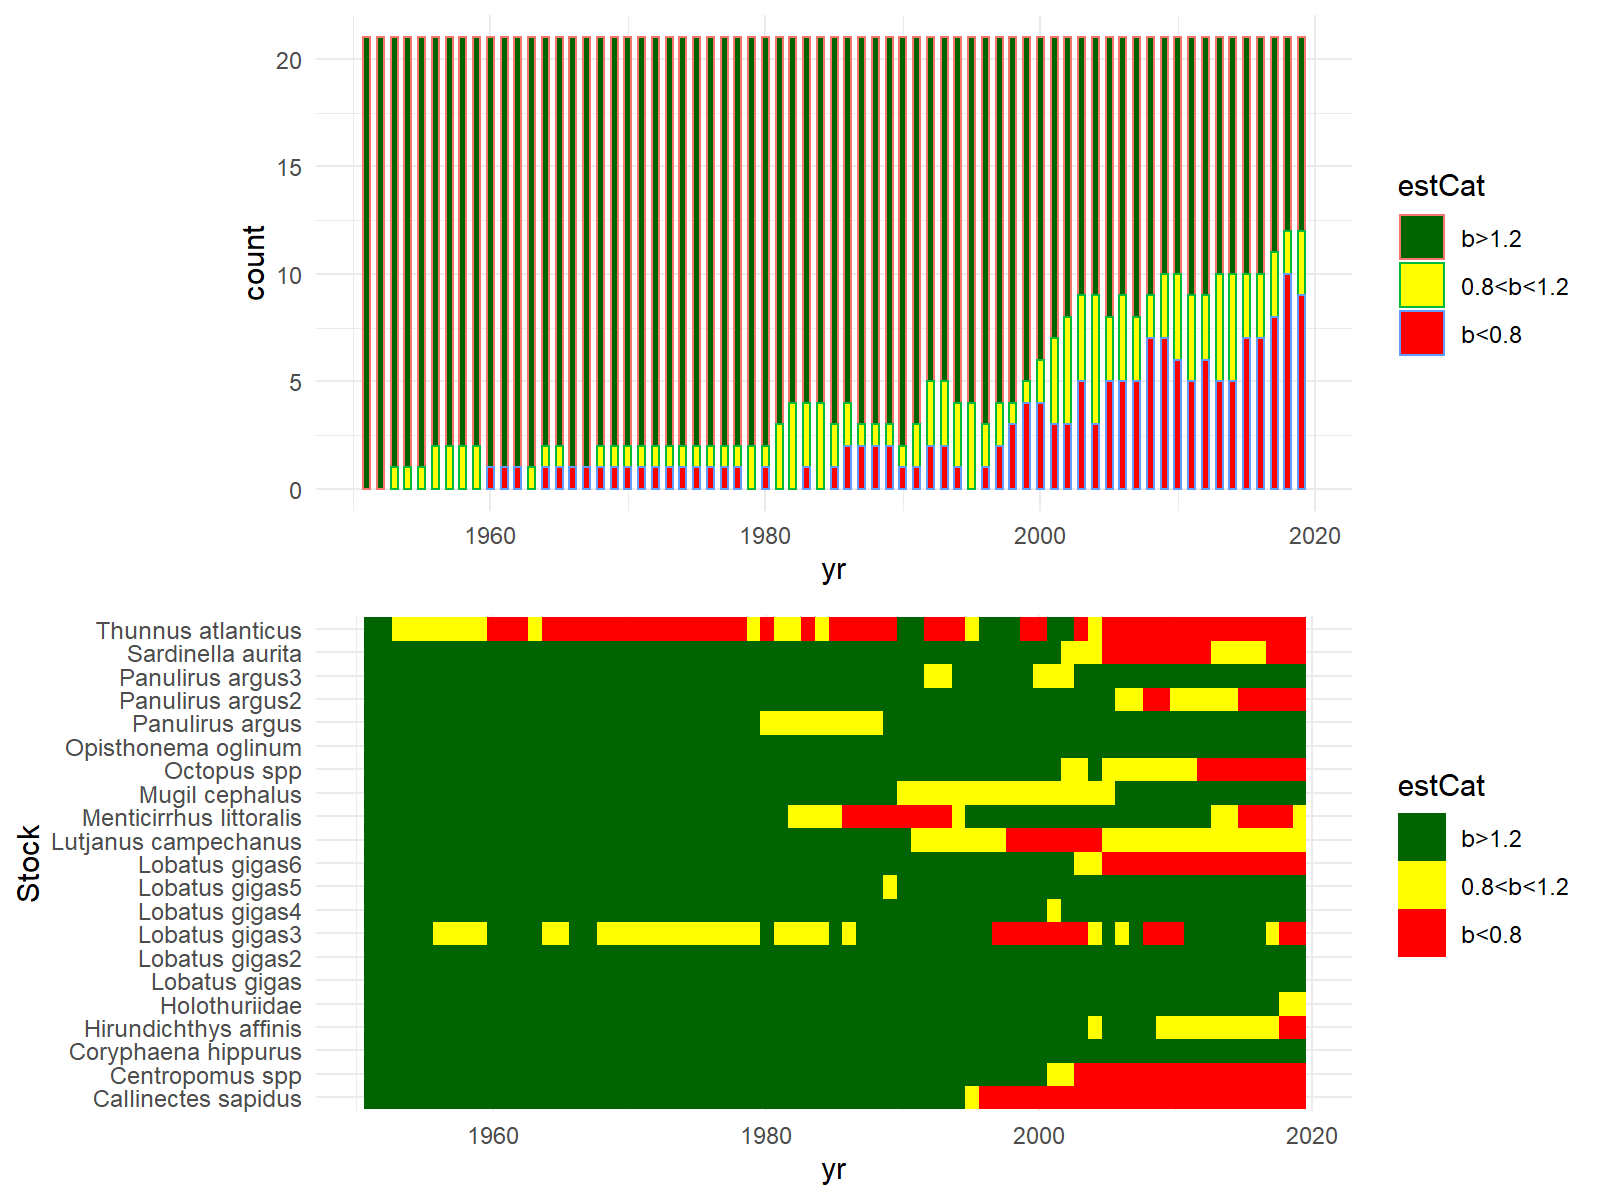 20
15
10
5
0
count
1960 1980 2000 2020
yr
estCat
b>1.2
0.8<b<1.2
b<0.8
Thunnus atlanticus
Sardinella aurita
Panulirus argus3
Panulirus argus2
Panulirus argus
Opisthonema oglinum
Octopus spp
Mugil cephalus
Menticirrhus littoralis
Lutjanus campechanus
Lobatus gigas6
Lobatus gigas5
Lobatus gigas4
Lobatus gigas3
Lobatus gigas2
Lobatus gigas
Holothuriidae
Hirundichthys affinis
Coryphaena hippurus
Centropomus spp
Callinectes sapidus
Stock
1960 1980 2000 2020
yr
estCat
b>1.2
0.8<b<1.2
b<0.8